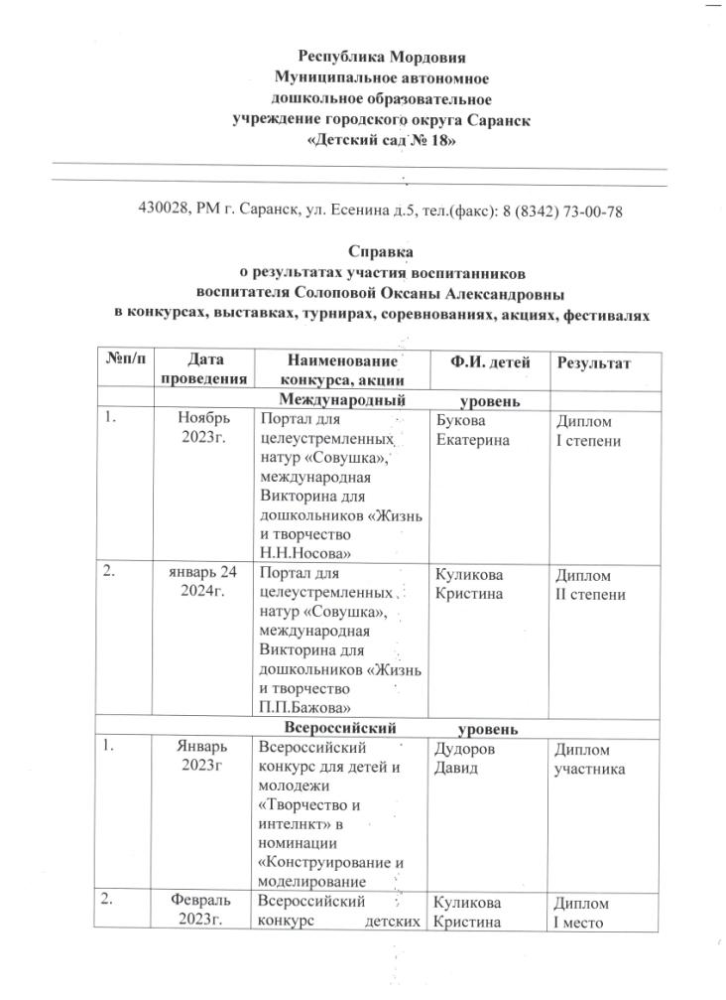 Республика Мордовия
Муниципальное автономное
дошкольное образовательное
учреждение городского округа Саранск
«Детский сад № 18»
430028, РМ г. Саранск, ул. Есенина д.5, тел.(факс): 8 (8342) 73-00-78
Справка
о результатах участия воспитанников
воспитателя Солоповой Оксаны Александровны
в конкурсах, выставках, турнирах, соревнованиях, акциях, фестивалях
№п/п Дата Наименование Ф.И. детей Результат
проведения конкурса, акции
Международный уровень
1. Ноябрь Портал для Букова Диплом
2023г. целеустремленных Екатерина I степени
натур «Совушка»,
международная
Викторина для
дошкольников «Жизнь
и творчество
Н.Н.Носова»
2. январь 24 Портал для Куликова Диплом
2024г. целеустремленных Кристина II степени
натур «Совушка»,
международная
Викторина для
дошкольников «Жизнь
и творчество
П.П.Бажова»
Всероссийский уровень
1. Январь Всероссийский Дудоров Диплом
2023г конкурс для детей и Давид участника
молодежи
«Творчество и
интелнкт» в
номинации
«Конструирование и
моделирование
2. Февраль Всероссийский Куликова Диплом
2023г. конкурс детских Кристина I место